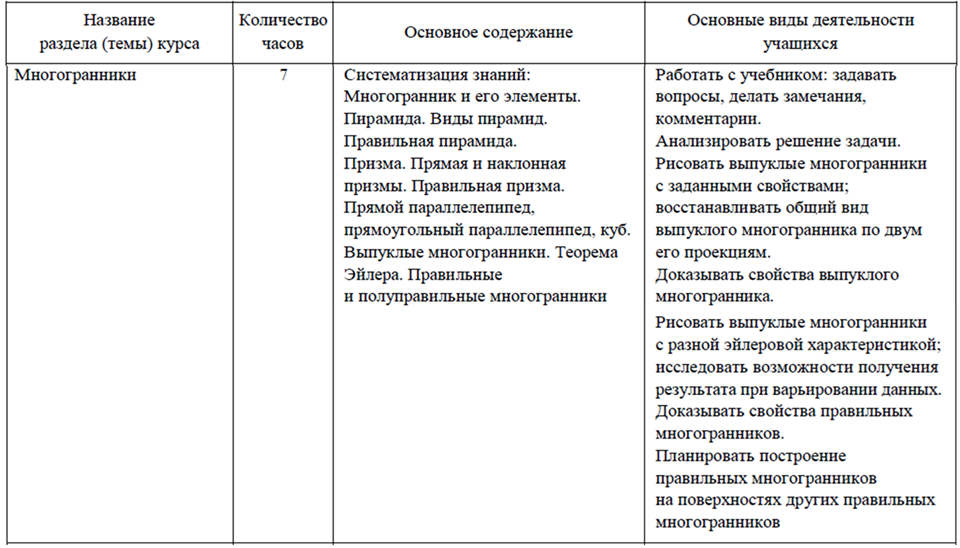 Название
раздела (темы) курса
Количество
часов
Основное содержание
Основные виды деятельности
учащихся
Многогранники
7
Систематизация знаний:
Многогранник и его элементы.
Пирамида. Виды пирамид.
Правильная пирамида.
Призма. Прямая и наклонная
призмы. Правильная призма.
Прямой параллелепипед,
прямоугольный параллелепипед, куб.
Выпуклые многогранники. Теорема
Эйлера. Правильные
и полуправильные многогранники
Работать с учебником: задавать
вопросы, делать замечания,
комментарии.
Анализировать решение задачи.
Рисовать выпуклые многогранники
с заданными свойствами;
восстанавливать общий вид
выпуклого многогранника по двум
его проекциям.
Доказывать свойства выпуклого
многогранника.
Рисовать выпуклые многогранники
с разной эйлеровой характеристикой;
исследовать возможности получения
результата при варьировании данных.
Доказывать свойства правильных
многогранников.
Планировать построение
правильных многогранников
на поверхностях других правильных
многогранников